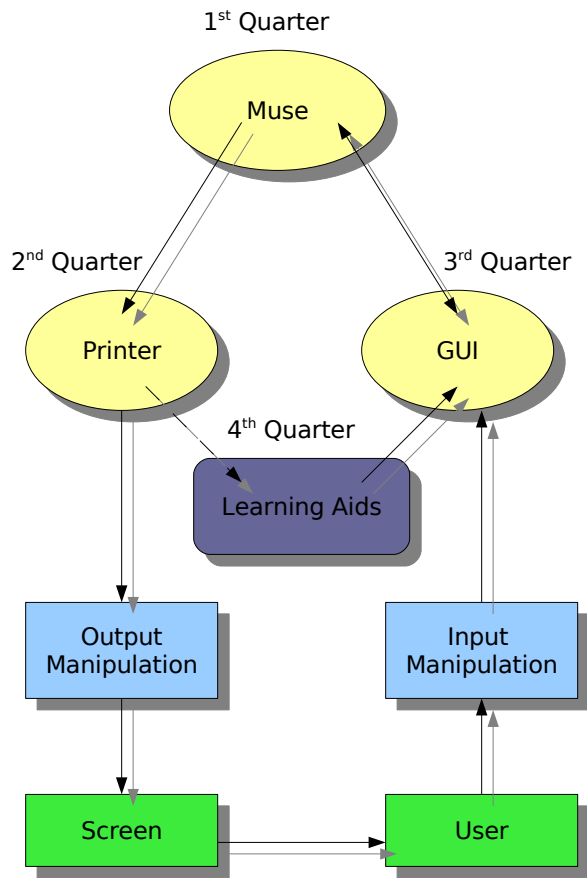 1st Quarter
Muse
2nd Quarter
3rd Quarter
Printer
GUI
4th Quarter
Learning Aids
Output
Manipulation
Input
Manipulation
Screen
User